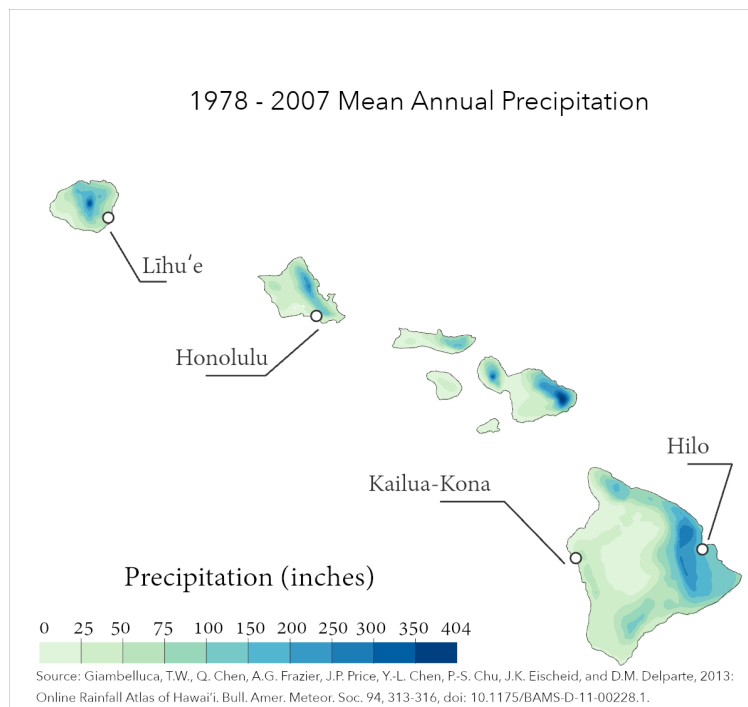 1978 - 2007 Mean Annual Precipitation
Līhuʻe
Honolulu
Hilo
Kailua-Kona
Precipitation (inches)
0 25 50 75 100 150 200 250 300 350 404
Source: Giambelluca, T.W., Q. Chen, A.G. Frazier, J.P. Price, Y.-L. Chen, P.-S. Chu, J.K. Eischeid, and D.M. Delparte, 2013:
Online Rainfall Atlas of Hawai'i. Bull. Amer. Meteor. Soc. 94, 313-316, doi: 10.1175/BAMS-D-11-00228.1.